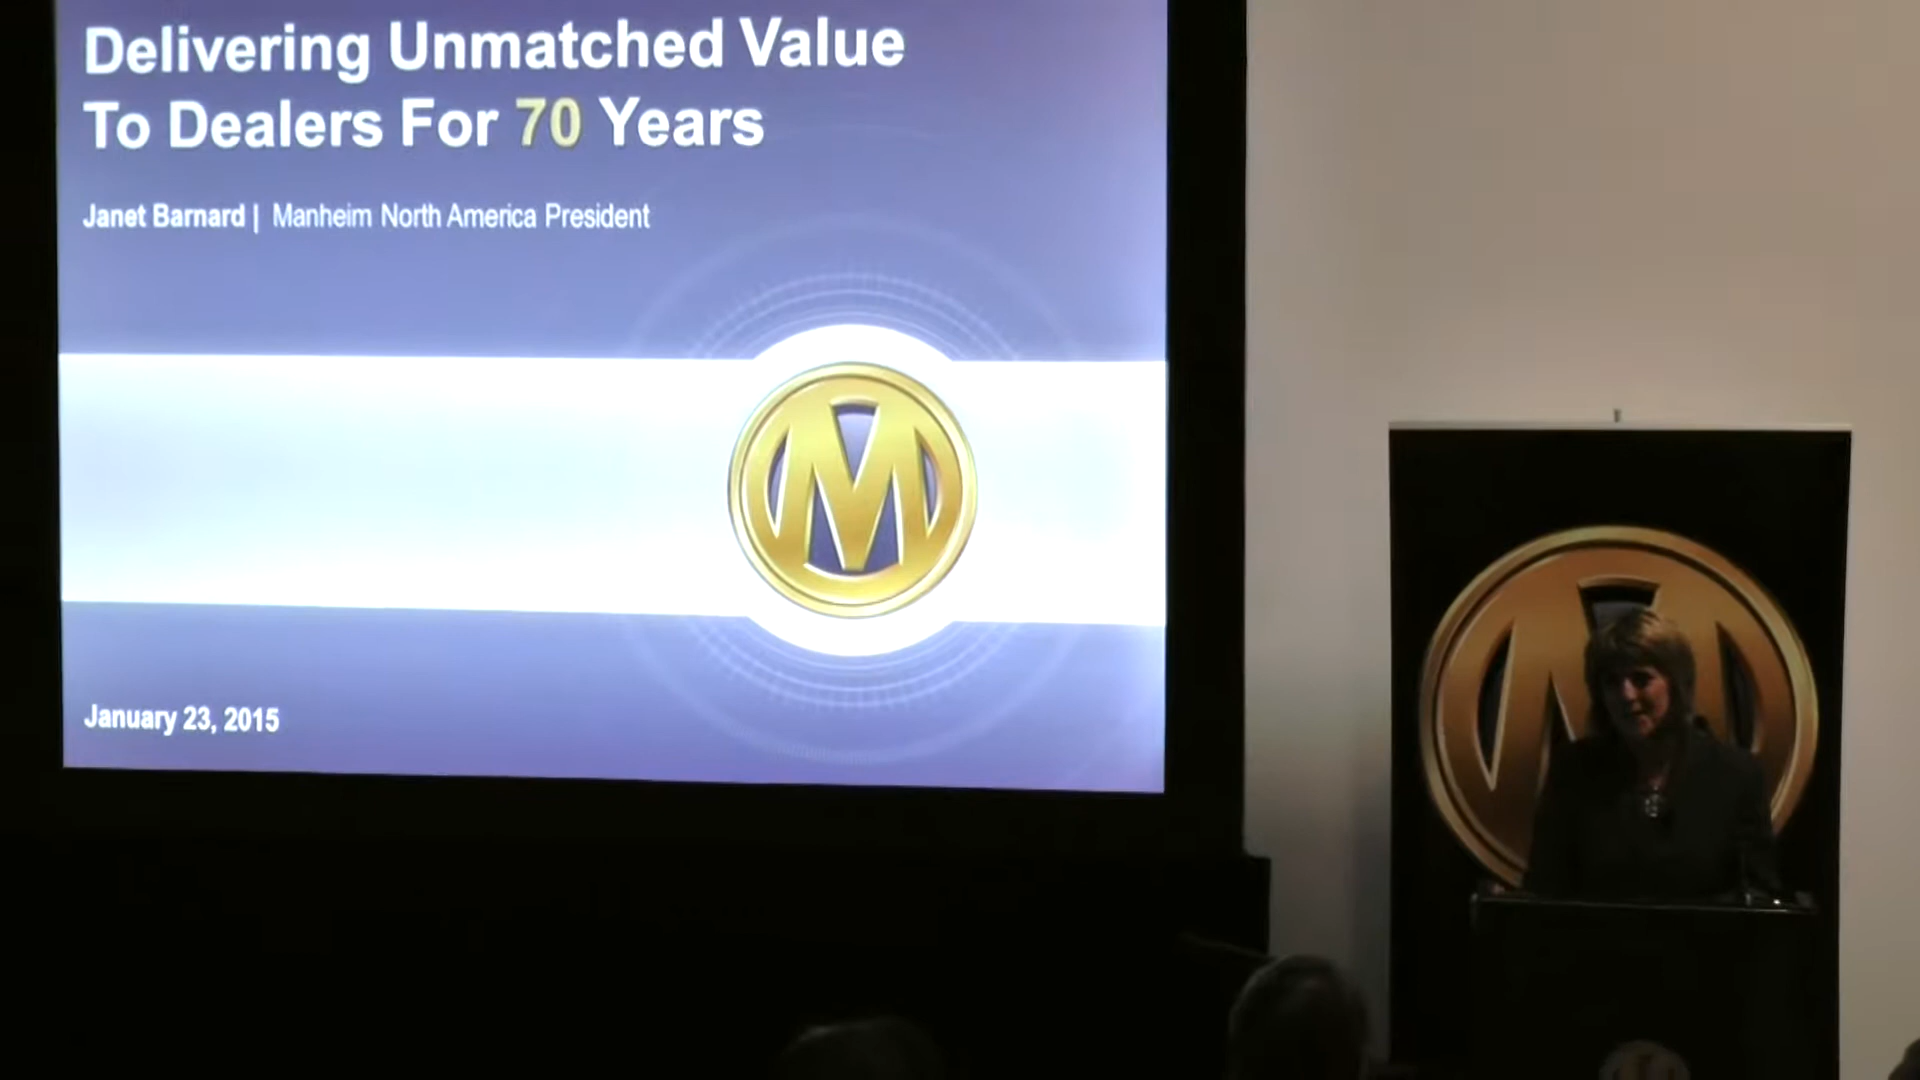 Delivering Unmatched Value
To Dealers For 70 Years
Janet Barnard | Manheim North America President
M
January 23, 2015
M